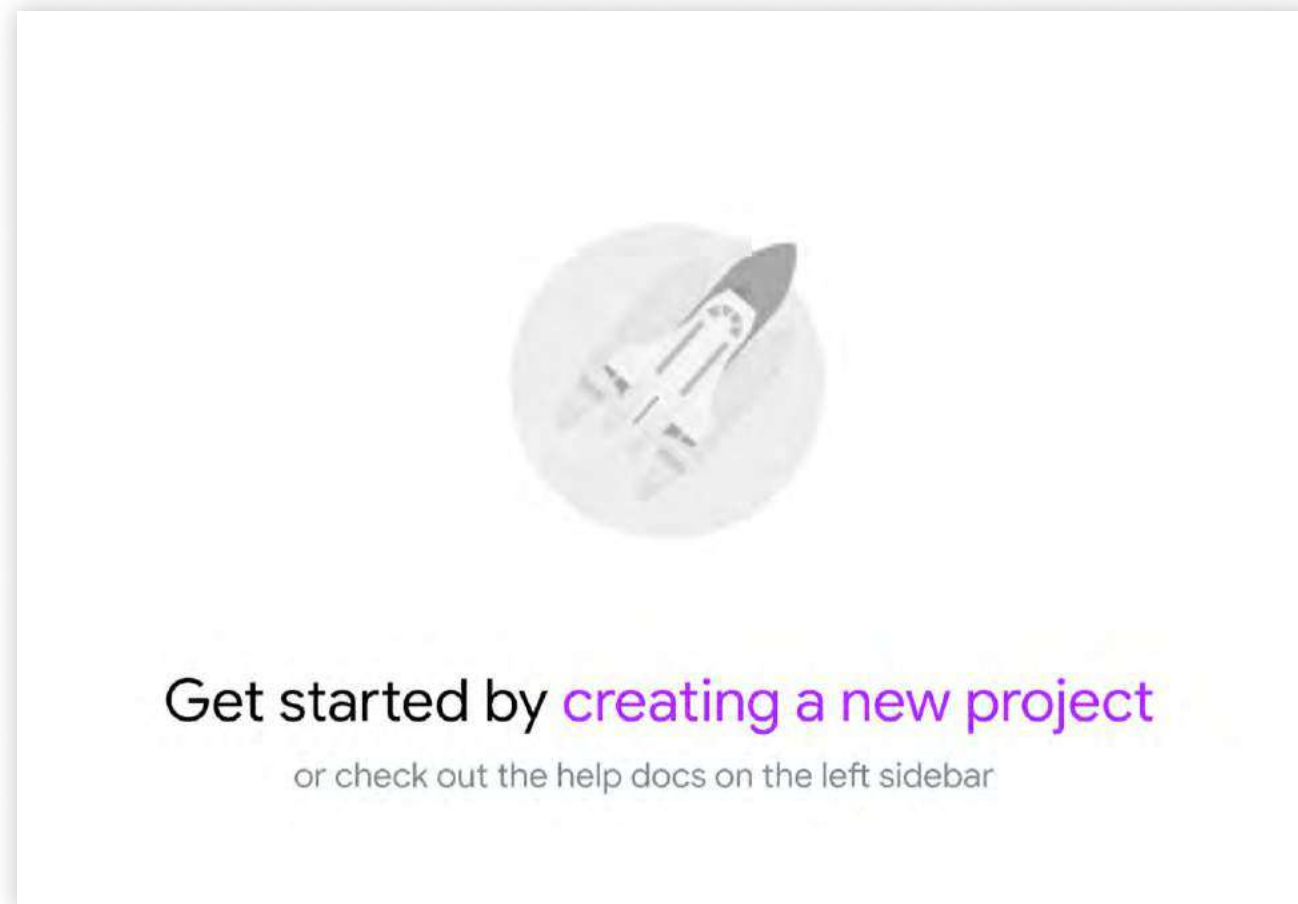 Get started by creating a new project
or check out the help docs on the left sidebar